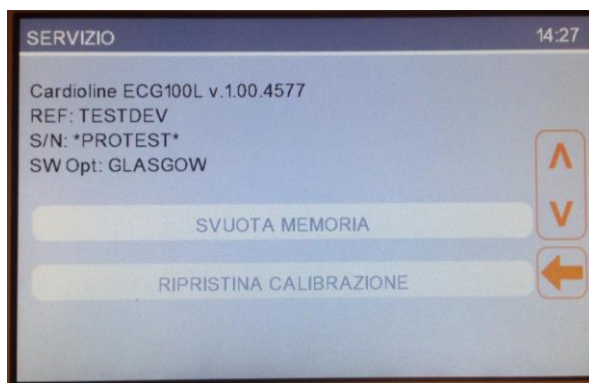 SERVIZIO 14:27
Cardioline ECG100L v.1.00.4577
REF: TESTDEV
S/N: *PROTEST*
SW Opt: GLASGOW
SVUOTA MEMORIA
RIPRISTINA CALIBRAZIONE